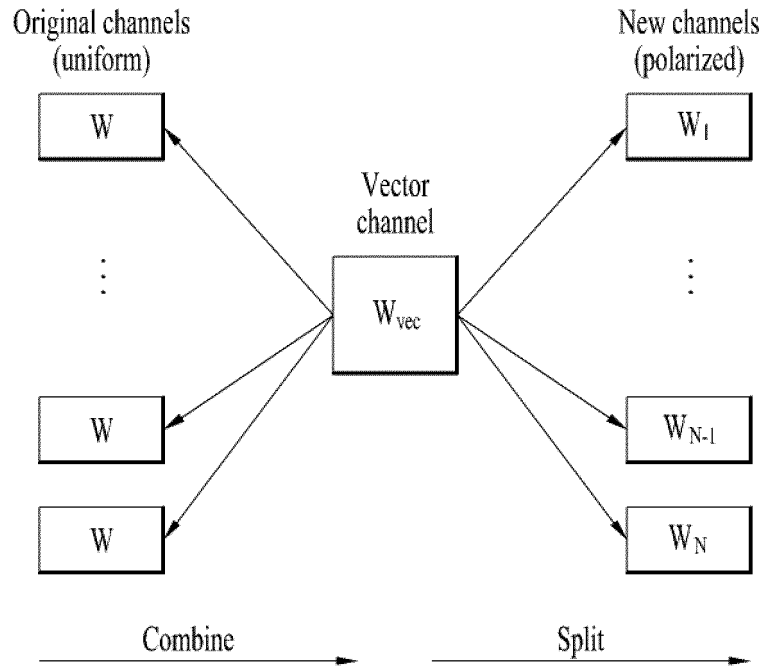 Original channels
(uniform)
New channels
(polarized)
W
W1
Vector
channel
⋮
⋮
Wvec
W
WN-1
W
WN
Combine
Split